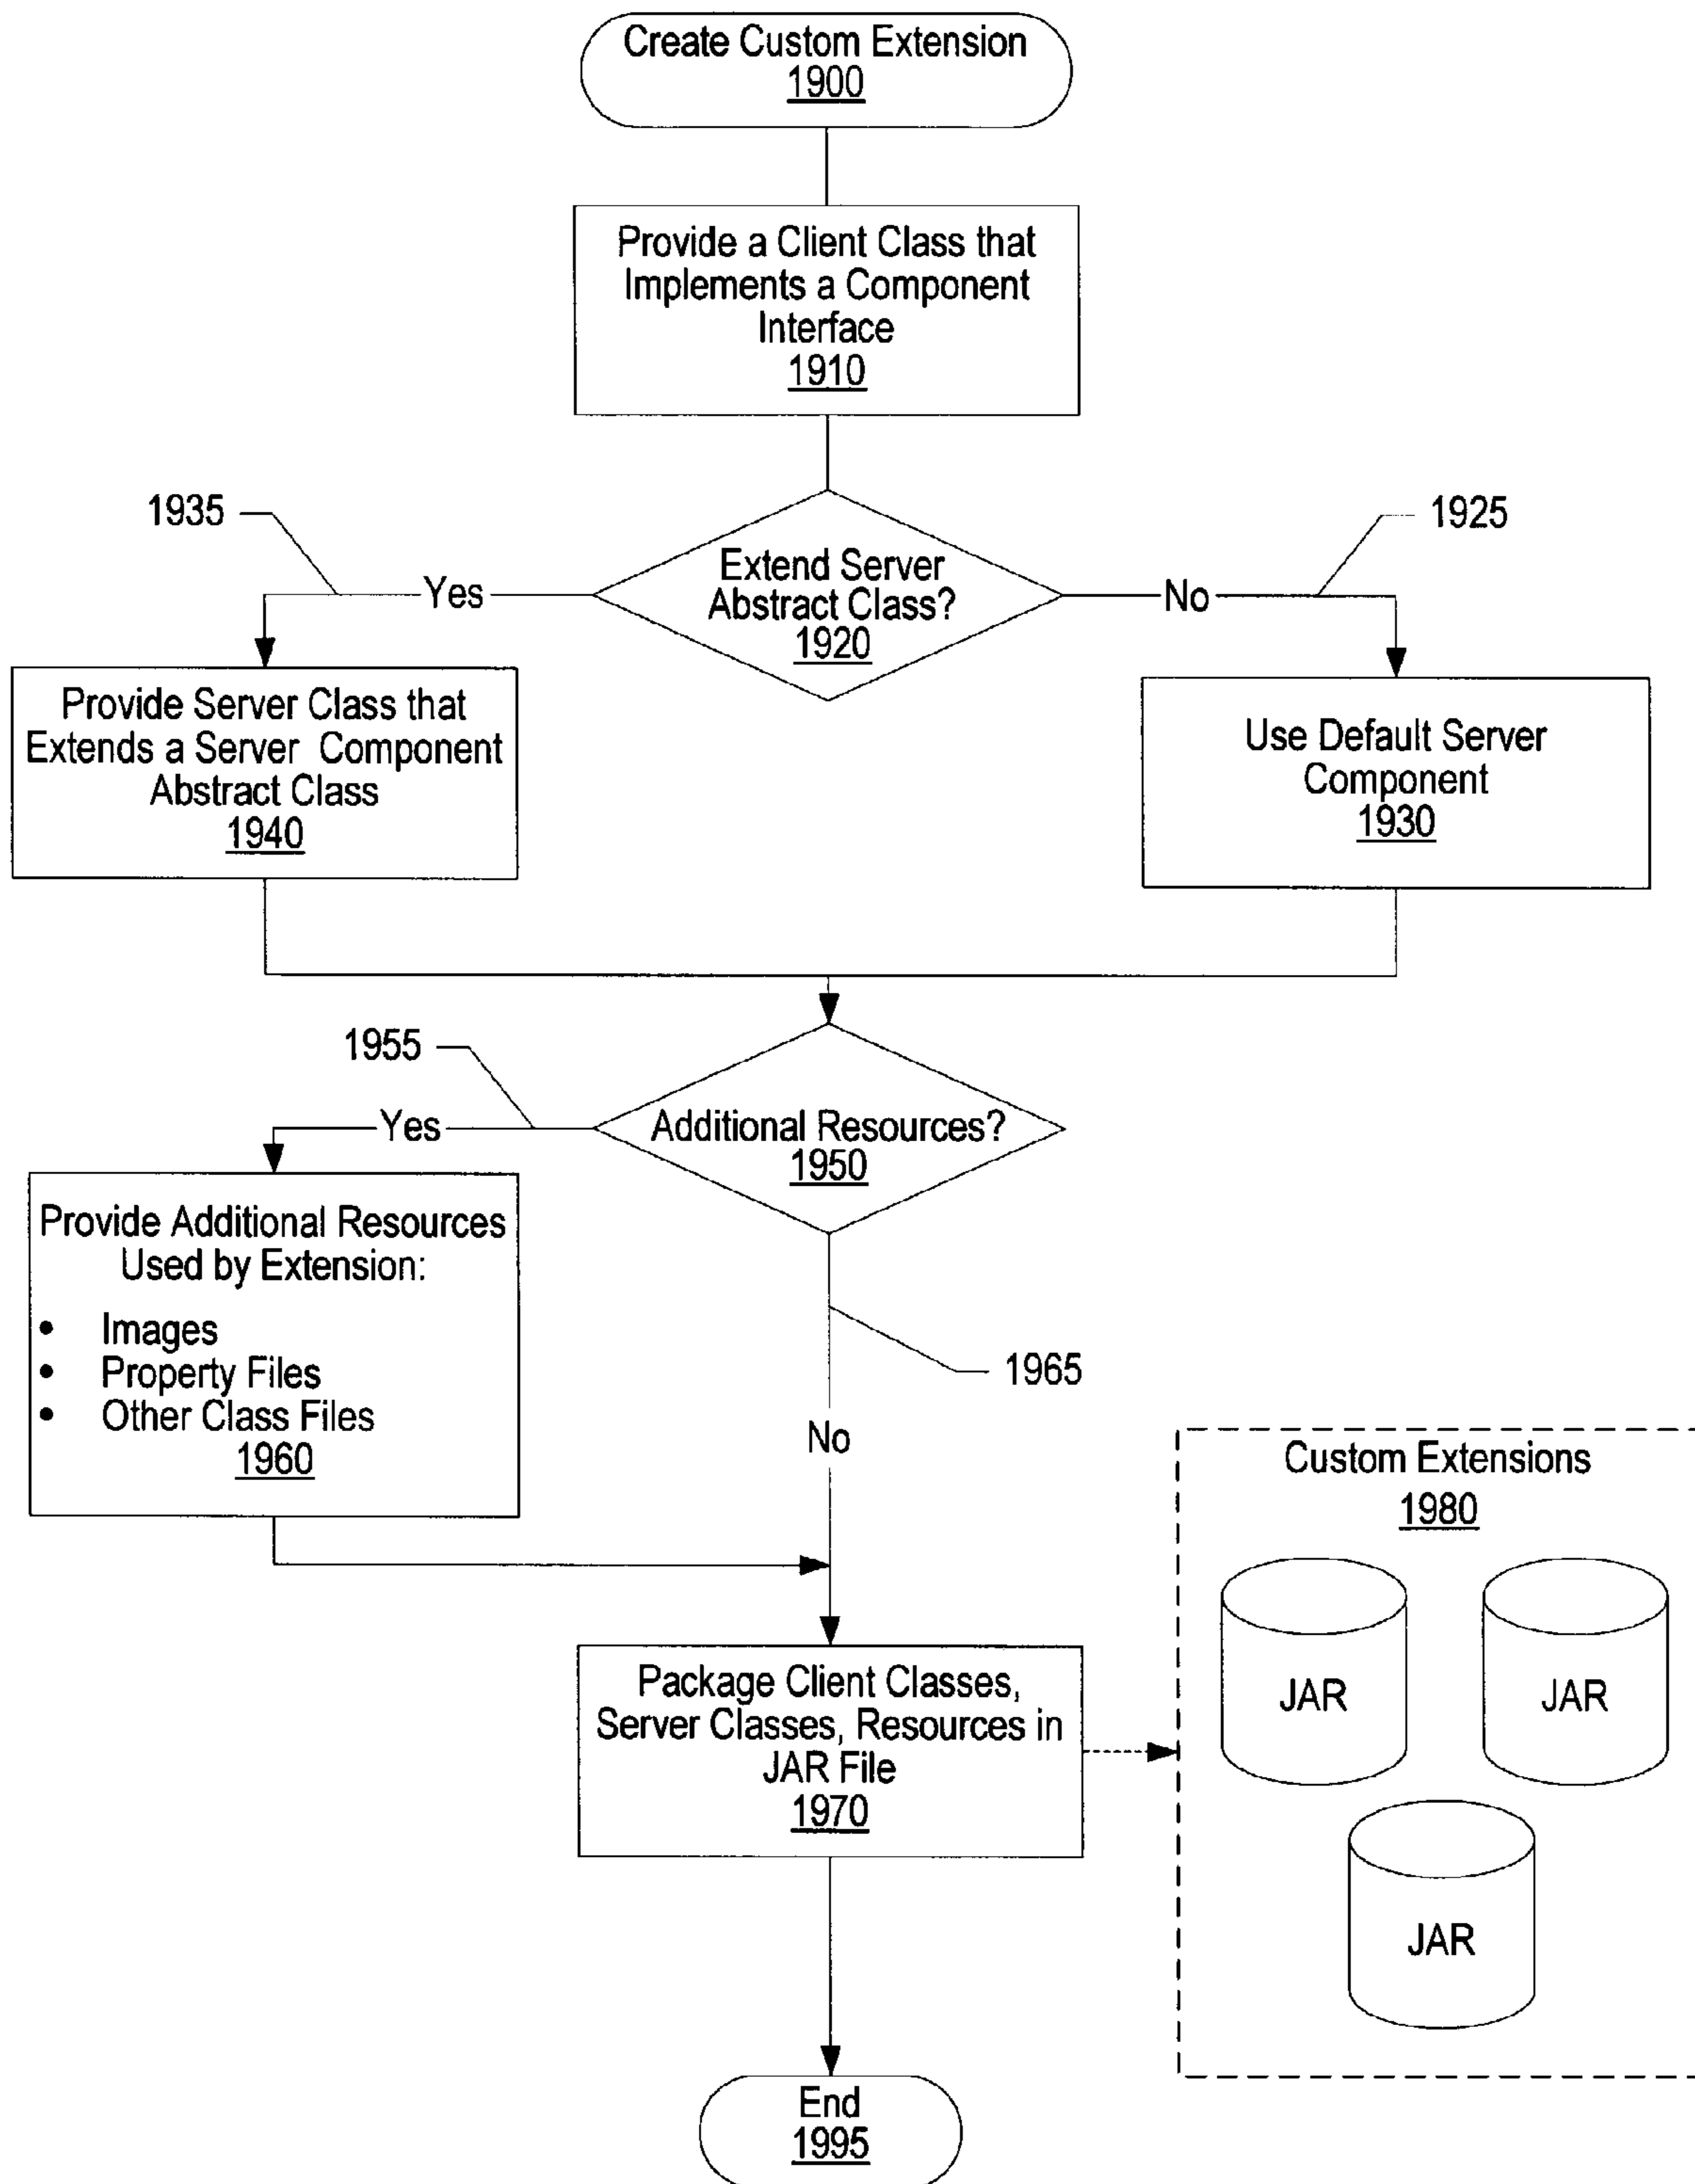 Create Custom Extension
1900
Provide a Client Class that
Implements a Component
Interface
1910
1935
1925
Extend Server
Abstract Class?
1920
Yes
No
Provide Server Class that
Extends a Server Component
Abstract Class
1940
Use Default Server
Component
1930
1955
Yes
Additional Resources?
1950
Provide Additional Resources
Used by Extension:
• Images
• Property Files
• Other Class Files
1960
1965
No
Custom Extensions
1980
JAR
JAR
JAR
Package Client Classes,
Server Classes, Resources in
JAR File
1970
End
1995